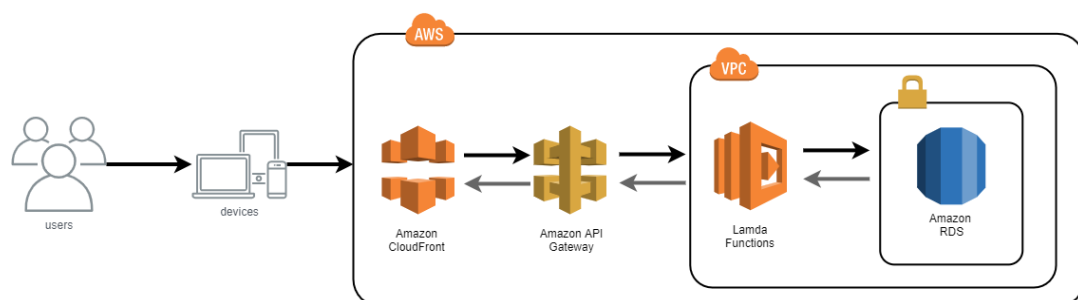 AWS
VPC
users
devices
Amazon
CloudFront
Amazon API
Gateway
Lamda
Functions
Amazon
RDS